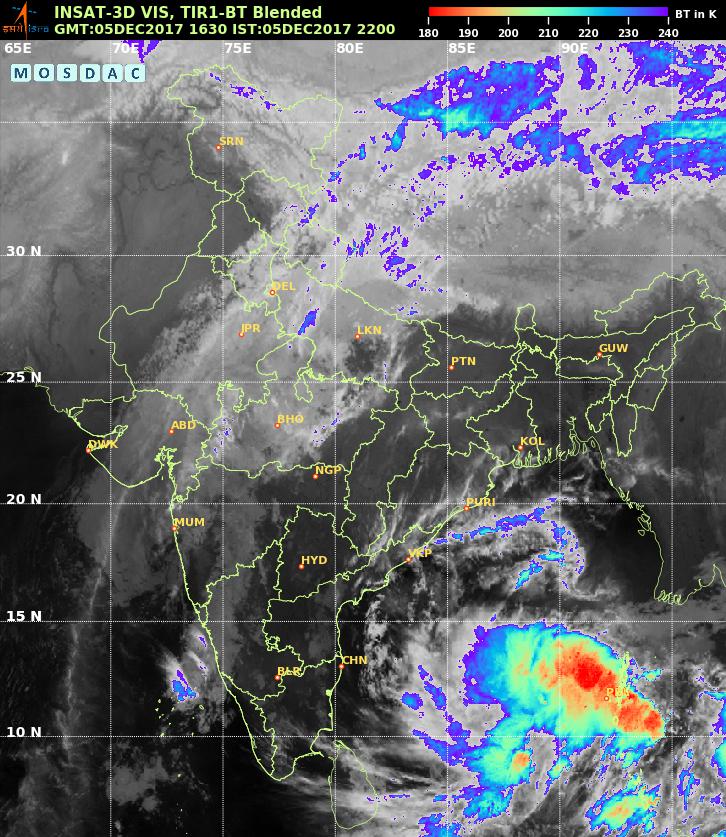 INSAT-3D VIS, TIR1-BT Blended
GMT:05DEC2017 1630 IST:05DEC2017 2200
BT in K
180 190 200 210 220 230 240
65E 70E 75E 80E 85E 90E
M O S D A C
SRN
30 N
DEL
JPR LKN
GUW
PTN
25 N
ABD BHO
DWK KOL
NGP
20 N PURI
MUM
VKP
HYD
15 N
CHN
BLR
10 N